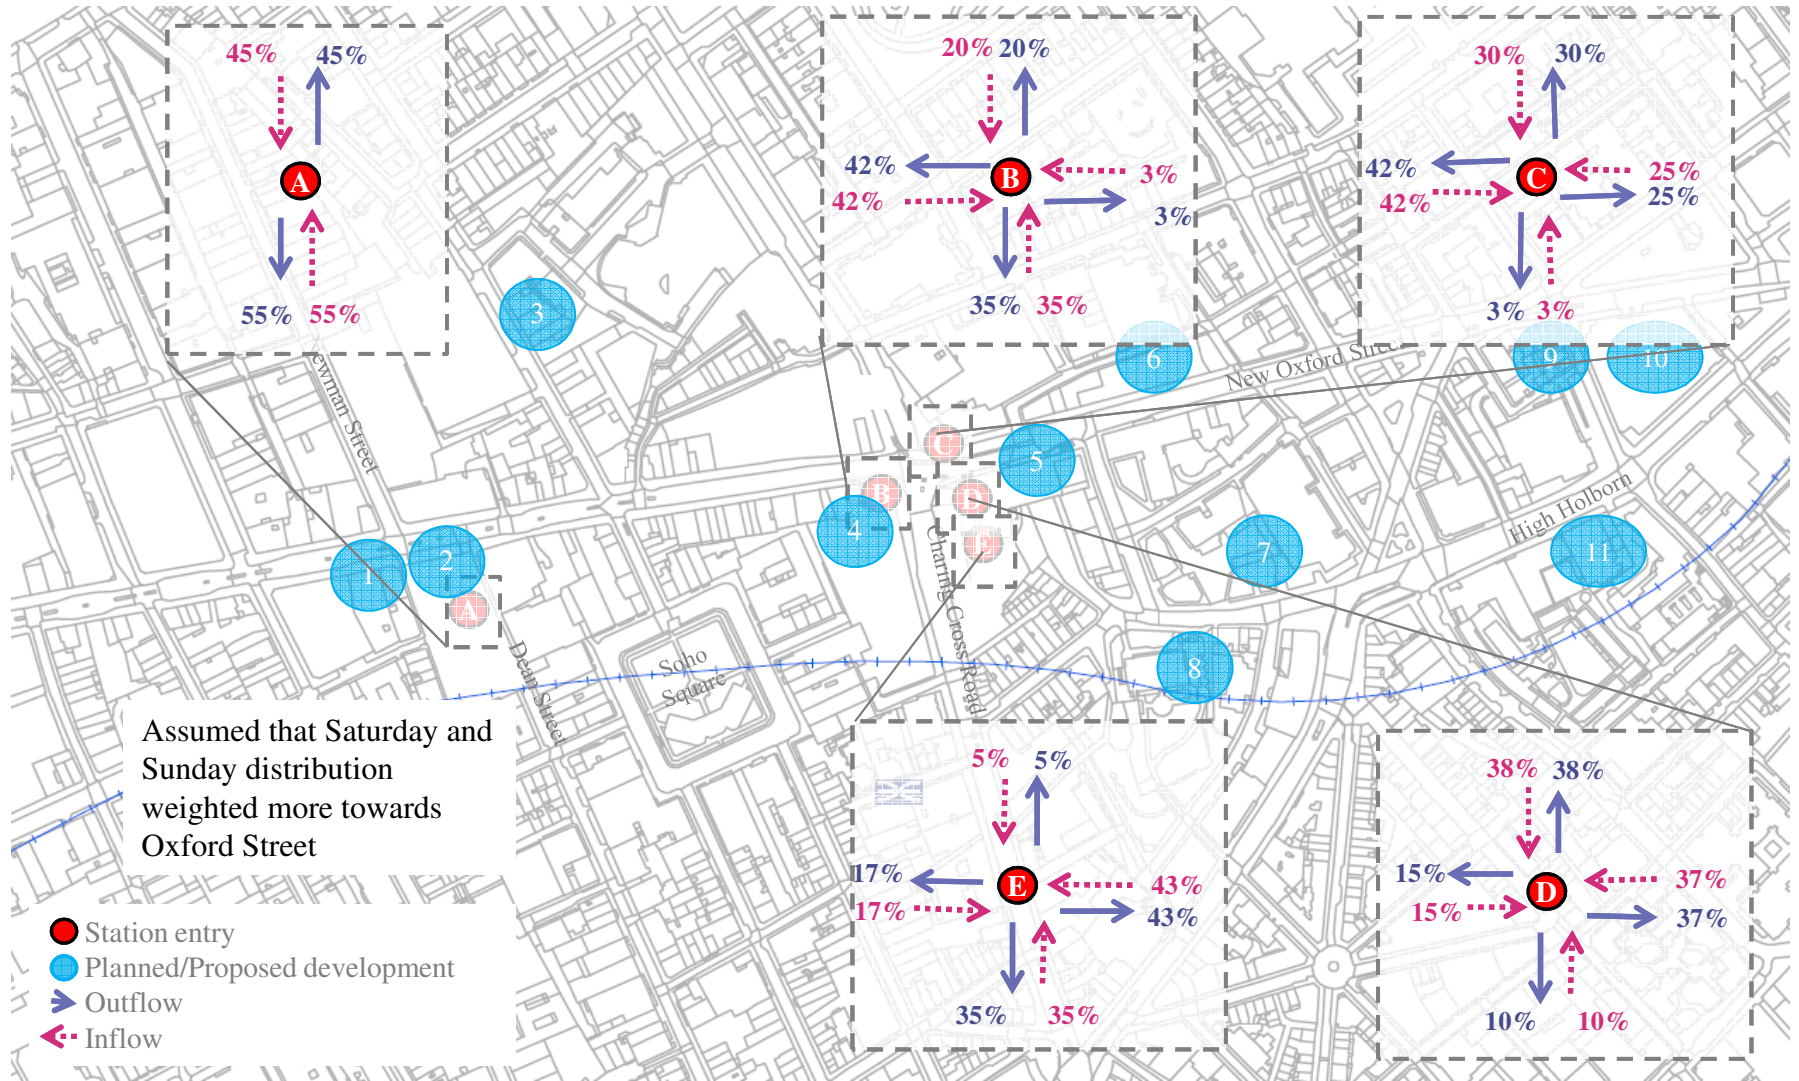 45% 45%
A
55% 55%
20% 20%
42% B 3%
42% 3%
35% 35%
30% 30%
42% C 25%
42% 25%
3% 3%
3
6
9
10
New Oxford Street
Newman Street
C
5
B
D
4
E
High Holborn
1
2
7
11
A
Charing Cross Road
Dean Street
Soho
Square
8
Assumed that Saturday and
Sunday distribution
weighted more towards
Oxford Street
5% 5%
17% E 43%
17% 43%
35% 35%
38% 38%
15% D 37%
15% 37%
10% 10%
Station entry
Planned/Proposed development
Outflow
Inflow